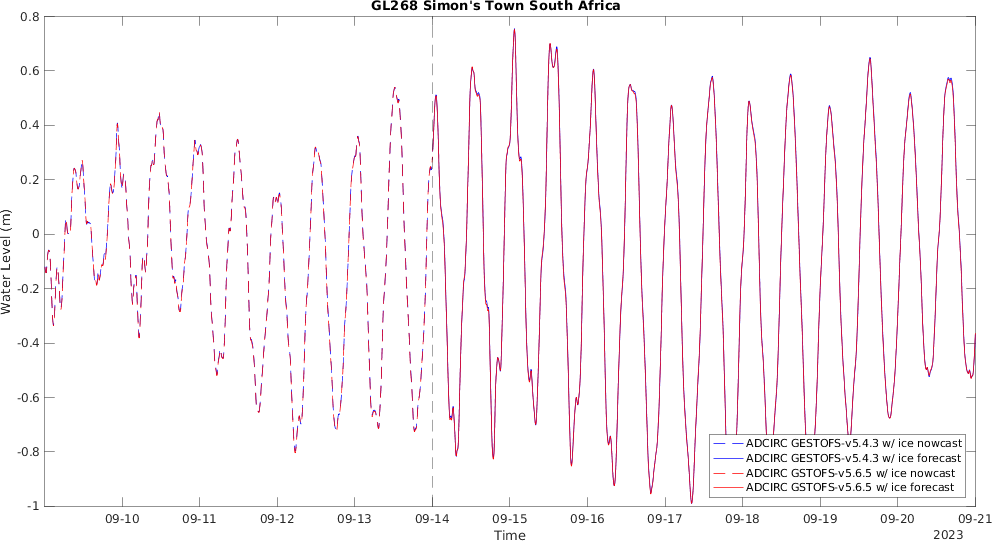 GL268 Simon's Town South Africa
0.8
0.6
0.4
0.2
0
-0.2
-0.4
-0.6
-0.8
-1
Water Level (m)
ADCIRC GESTOFS-v5.4.3 w/ ice nowcast
ADCIRC GESTOFS-v5.4.3 w/ ice forecast
ADCIRC GSTOFS-v5.6.5 w/ ice nowcast
ADCIRC GSTOFS-v5.6.5 w/ ice forecast
09-10 09-11 09-12 09-13 09-14 09-15 09-16 09-17 09-18 09-19 09-20 09-21
Time
2023